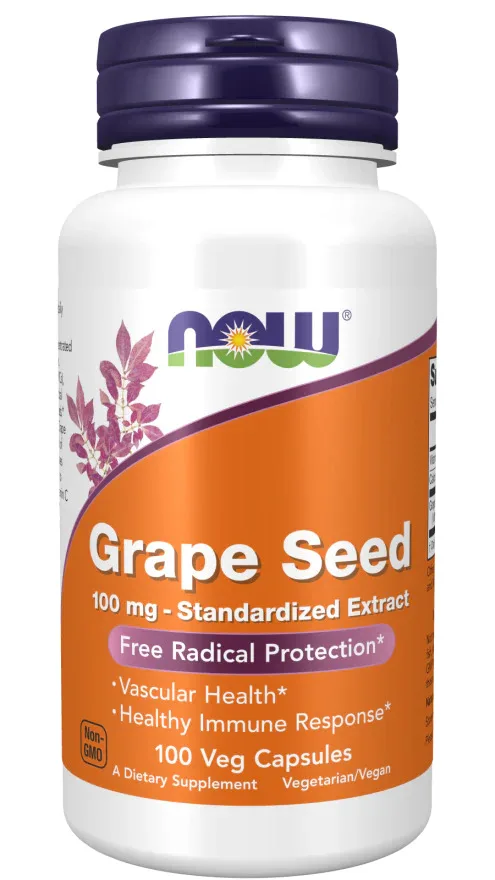 now®
Grape Seed
100 mg - Standardized Extract
Free Radical Protection*
•Vascular Health*
•Healthy Immune Response*
Non-
GMO
100 Veg Capsules
A Dietary Supplement Vegetarian/Vegan